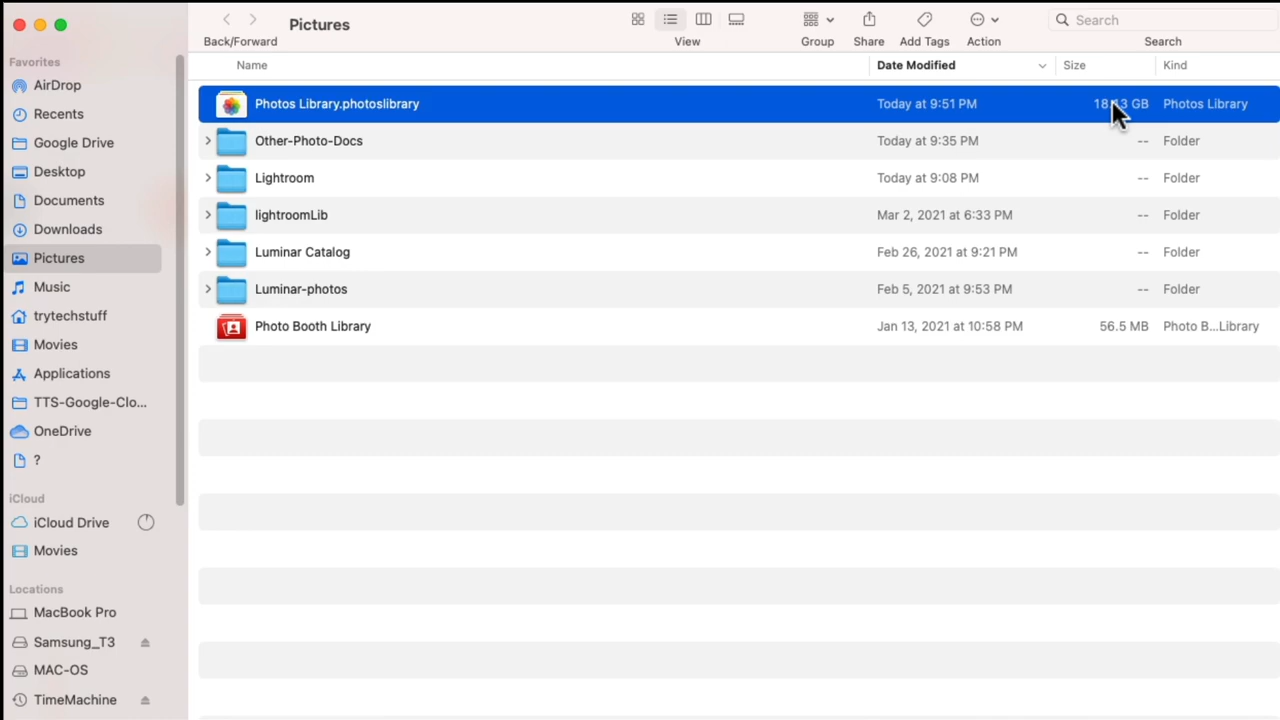 Pictures
Back/Forward
View
Group
Share
Add Tags
Action
Search
Search
Favorites
AirDrop
Recents
Google Drive
Desktop
Documents
Downloads
Pictures
Music
trytechstuff
Movies
Applications
TTS-Google-Clo...
OneDrive
?
iCloud
iCloud Drive
Movies
Locations
MacBook Pro
Samsung_T3
MAC-OS
TimeMachine
Name Date Modified Size Kind
Photos Library.photoslibrary Today at 9:51 PM GB Photos Library
Other-Photo-Docs Today at 9:35 PM -- Folder
Lightroom Today at 9:08 PM -- Folder
lightroomLib Mar 2, 2021 at 6:33 PM -- Folder
Luminar Catalog Feb 26, 2021 at 9:21 PM -- Folder
Luminar-photos Feb 5, 2021 at 9:53 PM -- Folder
Photo Booth Library Jan 13, 2021 at 10:58 PM 56.5 MB Photo B...Library